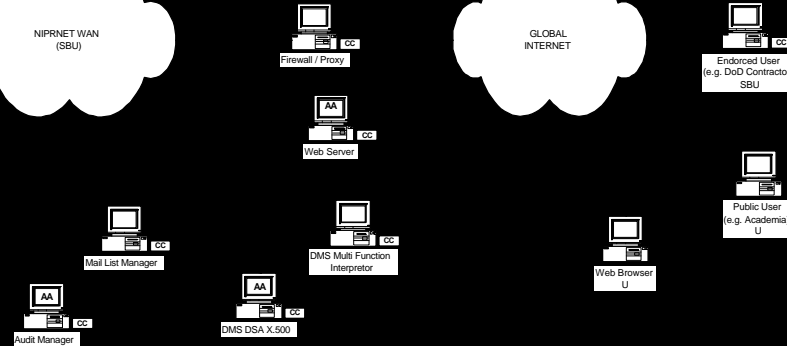 NIPRNET WAN
(SBU)
CC
Firewall / Proxy
GLOBAL
INTERNET
CC
Endorced User
(e.g. DoD Contracto
SBU
AA
CC
Web Server
Public User
(e.g. Academia)
U
CC
Mail List Manager
CC
DMS Multi Function
Interpretor
Web Browser
U
AA
CC
DMS DSA X.500
AA
CC
Audit Manager